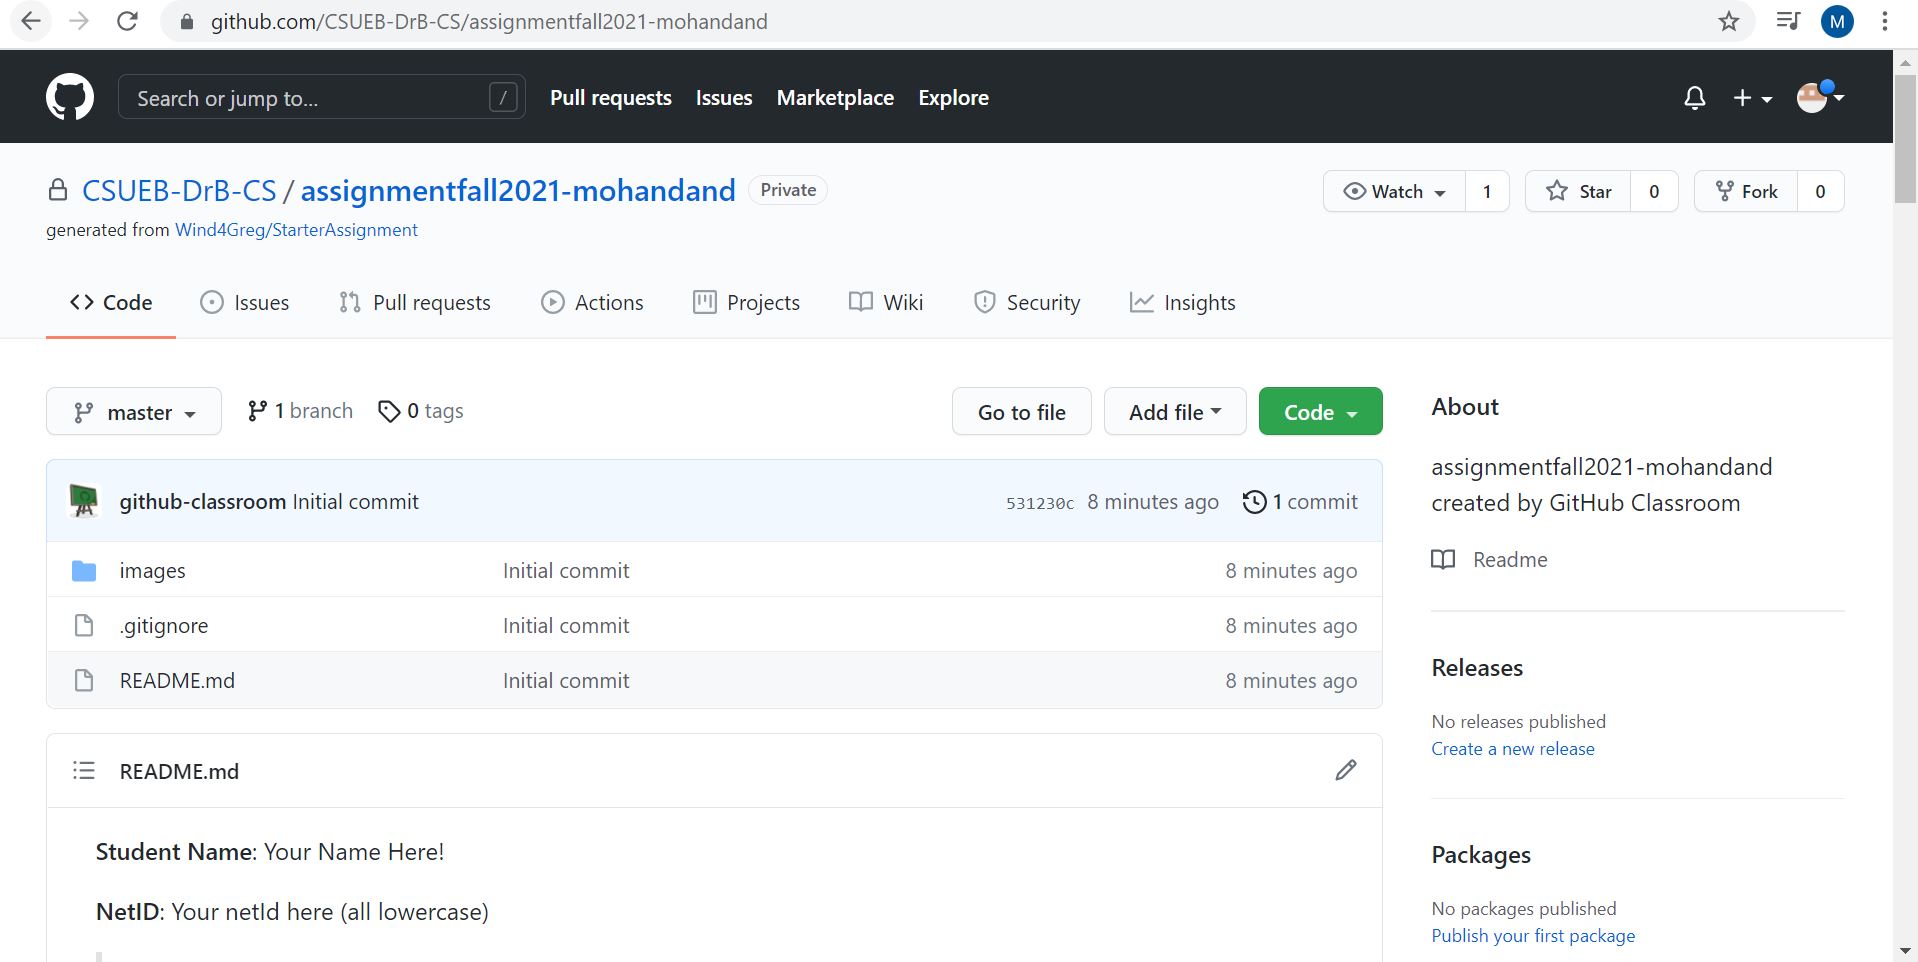 github.com/CSUEB-DrB-CS/assignmentfall2021-mohandand
M
Search or jump to... /
Pull requests Issues Marketplace Explore
CSUEB-DrB-CS / assignmentfall2021-mohandand Private
Watch 1 Star 0 Fork 0
generated from Wind4Greg/StarterAssignment
Code Issues Pull requests Actions Projects Wiki Security Insights
master 1 branch 0 tags Go to file Add file Code
github-classroom Initial commit 531230c 8 minutes ago 1 commit
images Initial commit 8 minutes ago
.gitignore Initial commit 8 minutes ago
README.md Initial commit 8 minutes ago
README.md
Student Name: Your Name Here!
NetID: Your netId here (all lowercase)
About
assignmentfall2021-mohandand
created by GitHub Classroom
Readme
Releases
No releases published
Create a new release
Packages
No packages published
Publish your first package